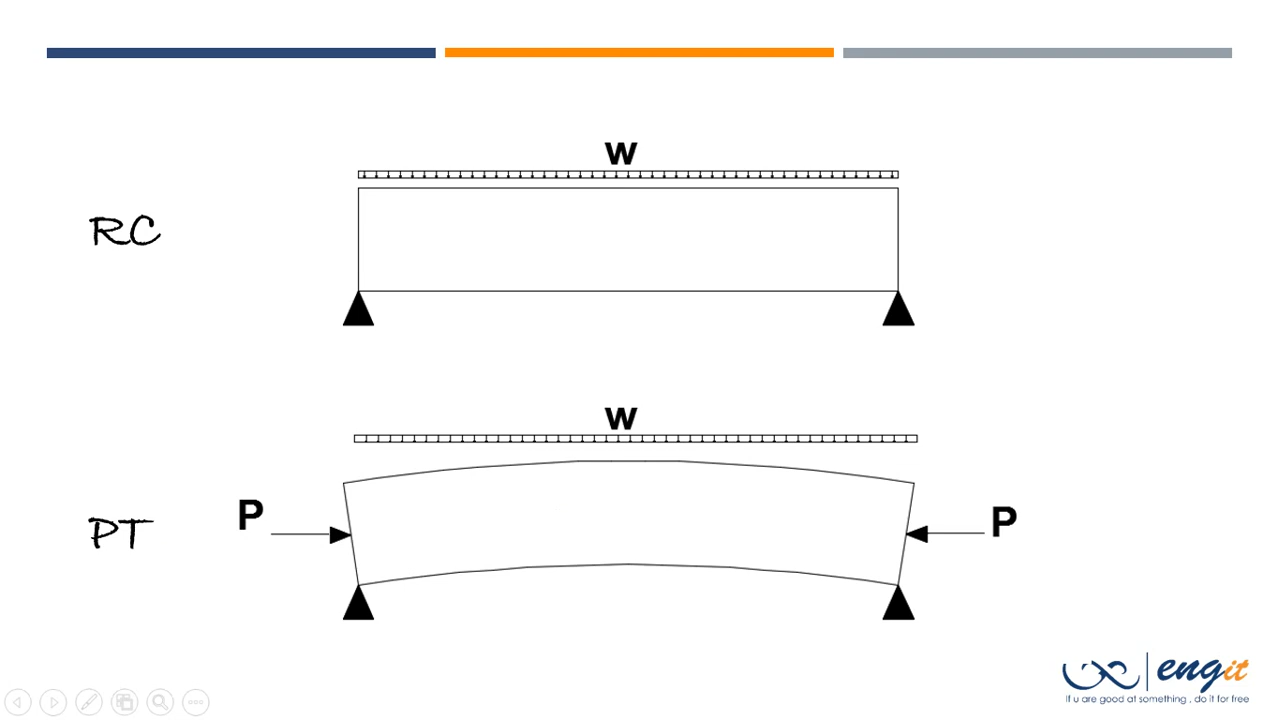 w
RC
w
P
P
PT
engit
if u are good at something , do it for free